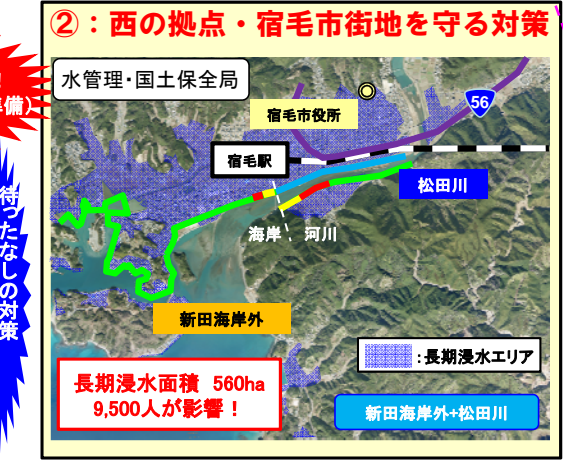 ②：西の拠点・宿毛市街地を守る対策
水管理・国土保全局
備）
宿毛市役所
56
宿毛駅
松田川
待ったなしの対策
海岸
河川
新田海岸外
：長期浸水エリア
長期浸水面積 560ha
9,500人が影響！
新田海岸外+松田川